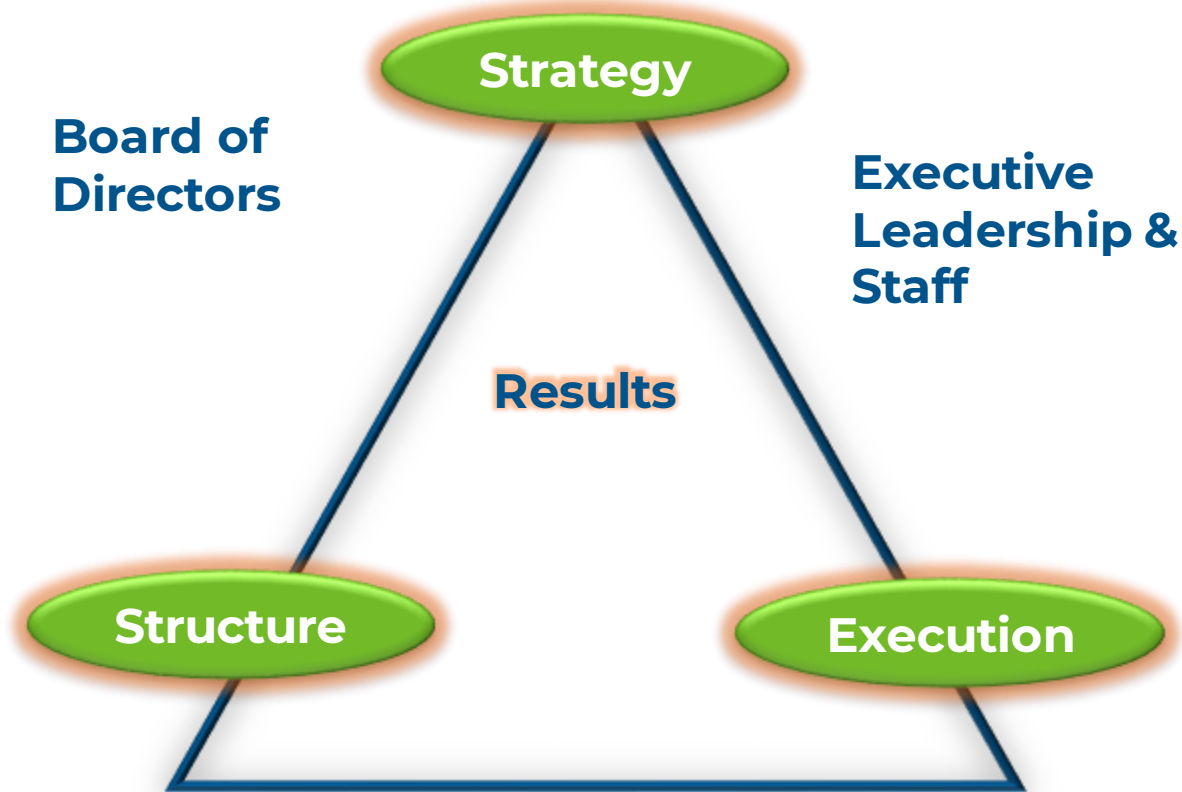 Strategy
Board of
Directors
Executive
Leadership &
Staff
Results
Structure
Execution